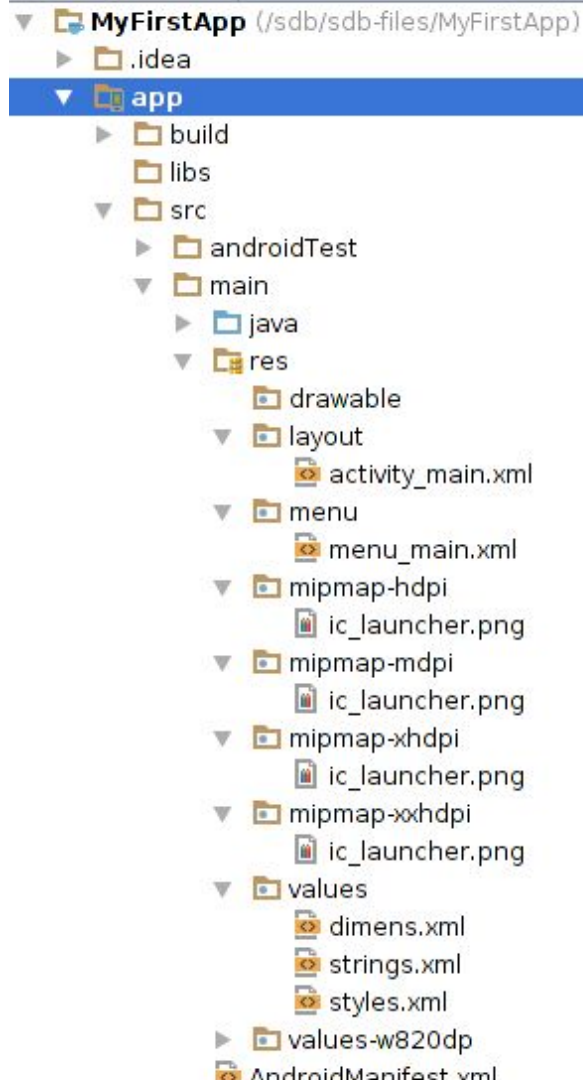 MyFirstApp (/sdb/sdb-files/MyFirstApp)
.idea
app
build
libs
src
androidTest
main
java
res
drawable
layout
activity_main.xml
menu
menu_main.xml
mipmap-hdpi
ic_launcher.png
mipmap-mdpi
ic_launcher.png
mipmap-xhdpi
ic_launcher.png
mipmap-xxhdpi
ic_launcher.png
values
dimens.xml
strings.xml
styles.xml
values-w820dp
AndroidManifest.xml